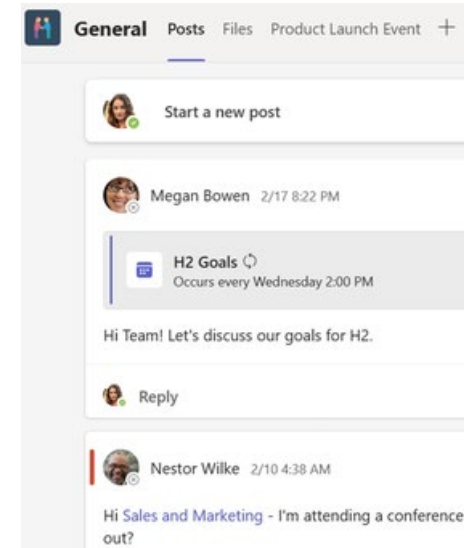 General Posts Files Product Launch Event +
Start a new post
Megan Bowen 2/17 8:22 PM
H2 Goals
Occurs every Wednesday 2:00 PM
Hi Team! Let's discuss our goals for H2.
Reply
Nestor Wilke 2/10 4:38 AM
Hi Sales and Marketing - I'm attending a conference
out?